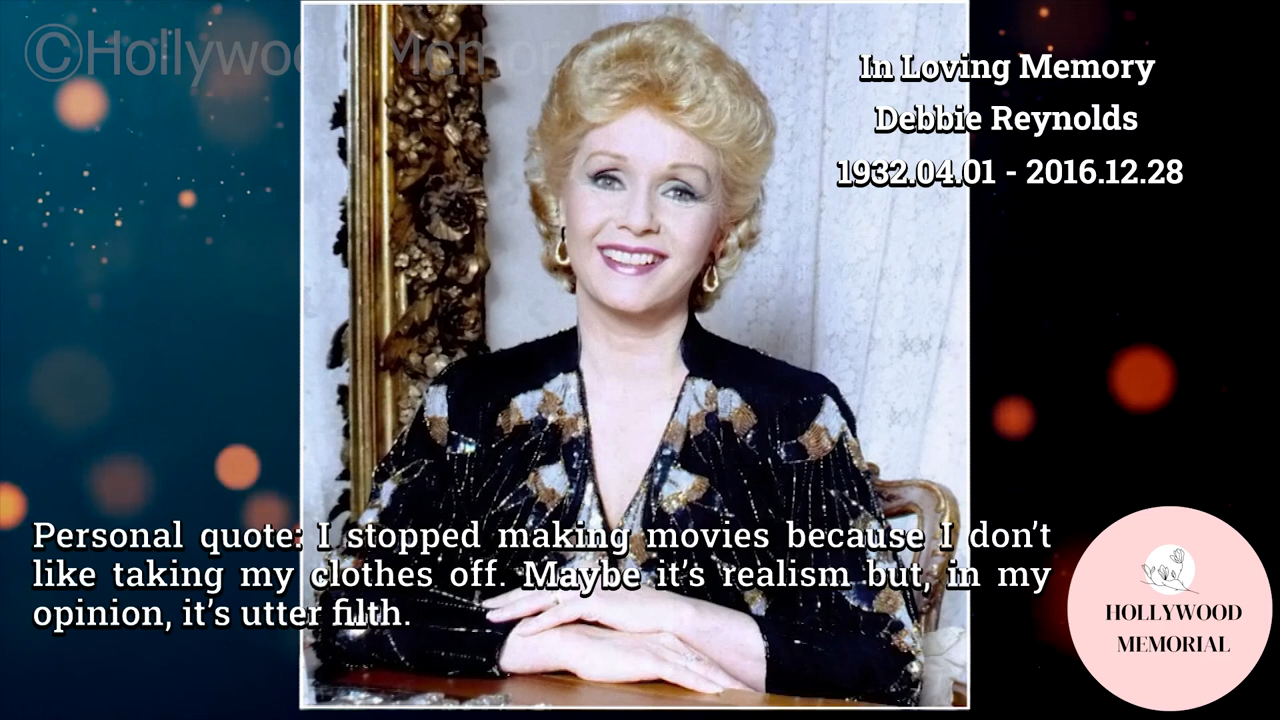 ©Hollywood Memor
In Loving Memory
Debbie Reynolds
1932.04.01 - 2016.12.28
Personal quote: I stopped making movies because I don't
like taking my clothes off. Maybe it's realism but, in my
opinion, it's utter filth.
HOLLYWOOD
MEMORIAL